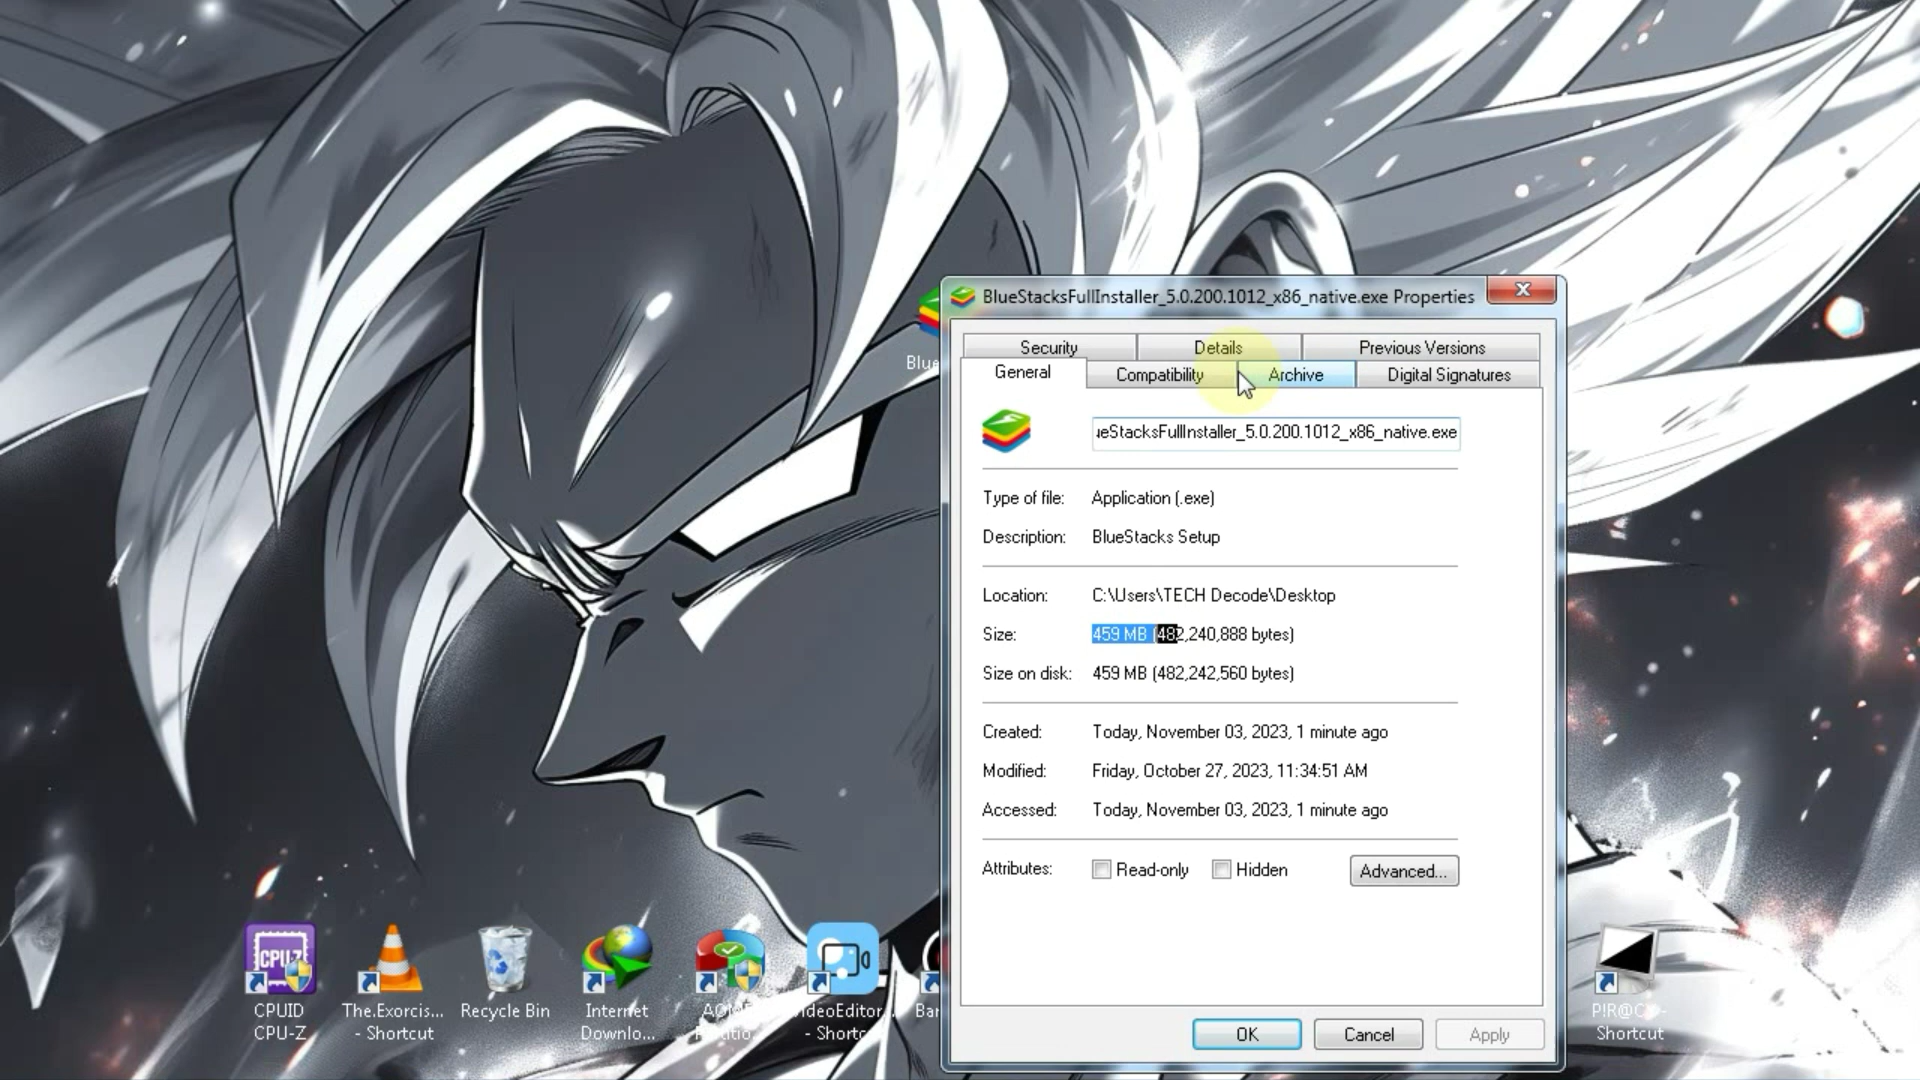 BlueStacksFullInstaller_5.0.200.1012_x86_native.exe Properties
Security Details Previous Versions
General Compatibility Archive Digital Signatures
Blue
ıeStacksFullInstaller_5.0.200.1012_x86_native.exe
Type of file: Application (.exe)
Description: BlueStacks Setup
Location: C:\Users\TECH Decode\Desktop
Size: 459 MB (482,240,888 bytes)
Size on disk: 459 MB (482,242,560 bytes)
Created: Today, November 03, 2023, 1 minute ago
Modified: Friday, October 27, 2023, 11:34:51 AM
Accessed: Today, November 03, 2023, 1 minute ago
Attributes: Read-only Hidden Advanced...
OK Cancel Apply
CPUID
CPU-Z
The.Exorcis...
- Shortcut
Recycle Bin
Internet
Downlo...
ideoEditor
- Shortc
Bar
Shortcut